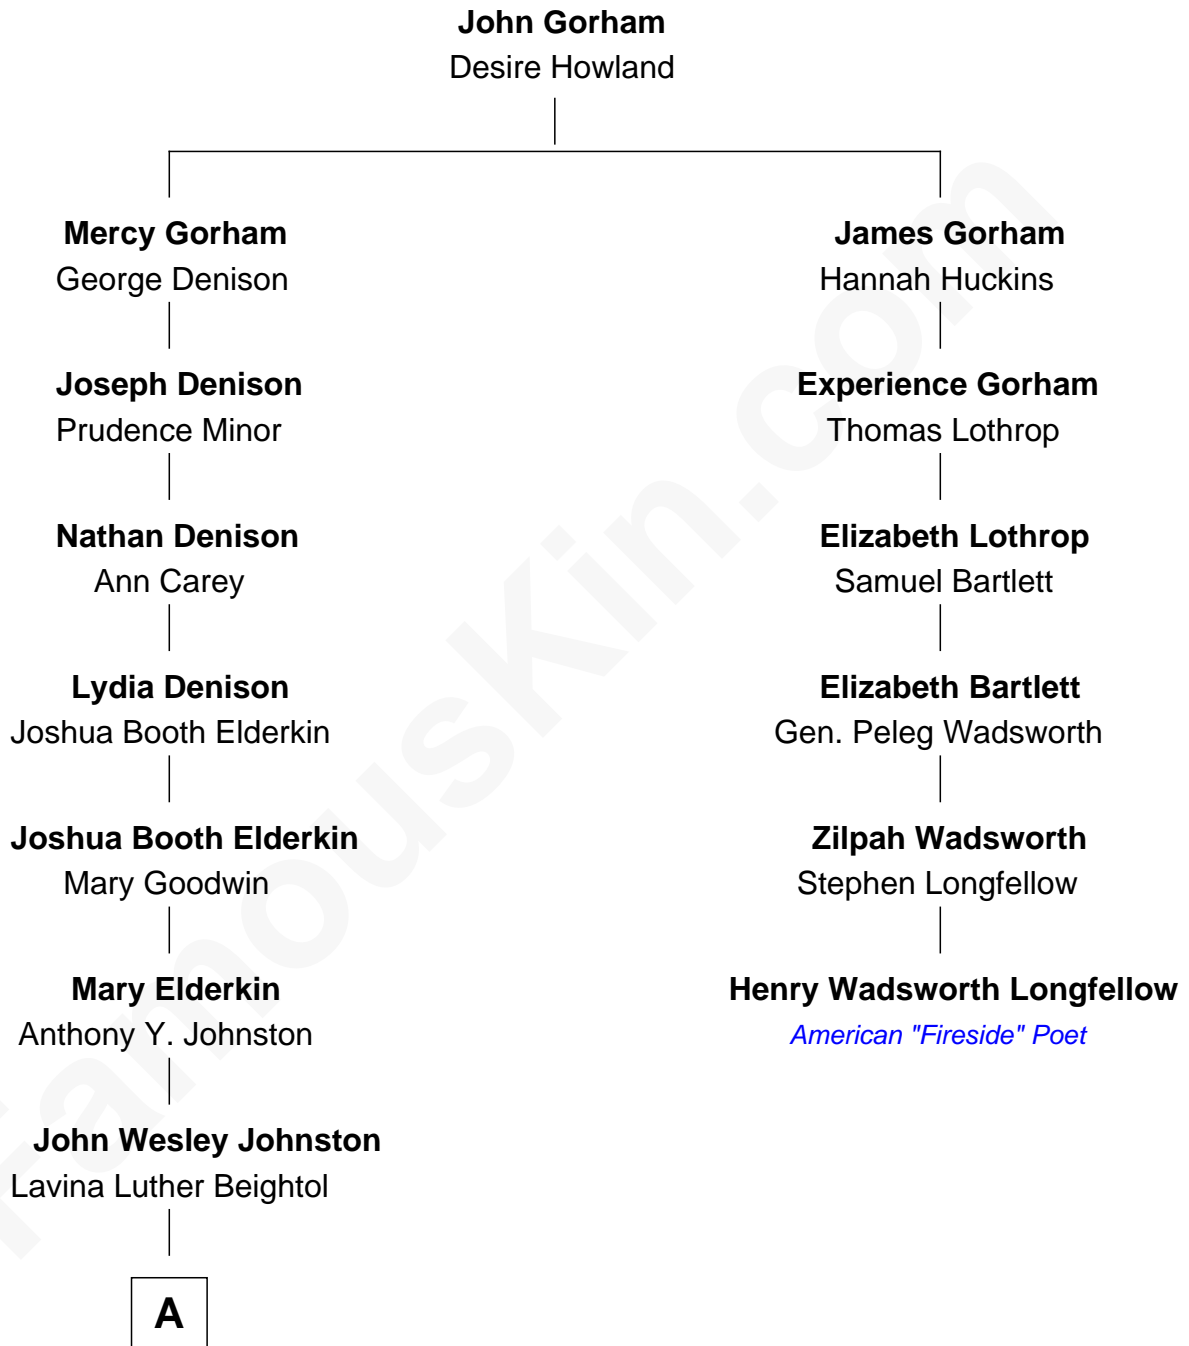 John Gorham
Desire Howland
Mercy Gorham
George Denison
James Gorham
Hannah Huckins
Joseph Denison
Prudence Minor
Experience Gorham
Thomas Lothrop
Nathan Denison
Ann Carey
Elizabeth Lothrop
Samuel Bartlett
Lydia Denison
Joshua Booth Elderkin
Elizabeth Bartlett
Gen. Peleg Wadsworth
Joshua Booth Elderkin
Mary Goodwin
Zilpah Wadsworth
Stephen Longfellow
Mary Elderkin
Anthony Y. Johnston
Henry Wadsworth Longfellow
American "Fireside" Poet
John Wesley Johnston
Lavina Luther Beightol
A
FamousKin.com